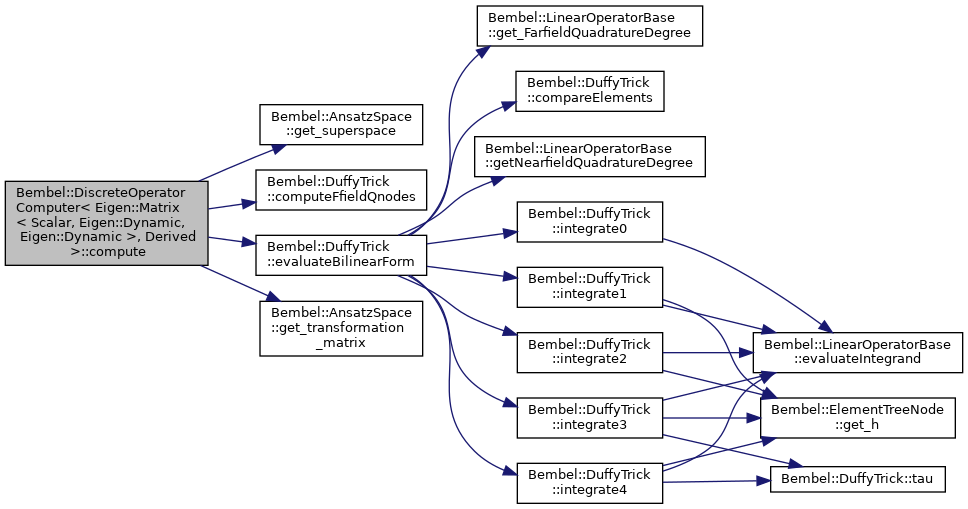 Bembel::DiscreteOperator
Computer< Eigen::Matrix
< Scalar, Eigen::Dynamic,
Eigen::Dynamic >, Derived
>::compute
Bembel::AnsatzSpace
::get_superspace
Bembel::DuffyTrick
::computeFfieldQnodes
Bembel::DuffyTrick
::evaluateBilinearForm
Bembel::AnsatzSpace
::get_transformation
_matrix
Bembel::LinearOperatorBase
::get_FarfieldQuadratureDegree
Bembel::DuffyTrick
::compareElements
Bembel::LinearOperatorBase
::getNearfieldQuadratureDegree
Bembel::DuffyTrick
::integrate0
Bembel::DuffyTrick
::integrate1
Bembel::DuffyTrick
::integrate2
Bembel::DuffyTrick
::integrate3
Bembel::DuffyTrick
::integrate4
Bembel::LinearOperatorBase
::evaluateIntegrand
Bembel::ElementTreeNode
::get_h
Bembel::DuffyTrick::tau